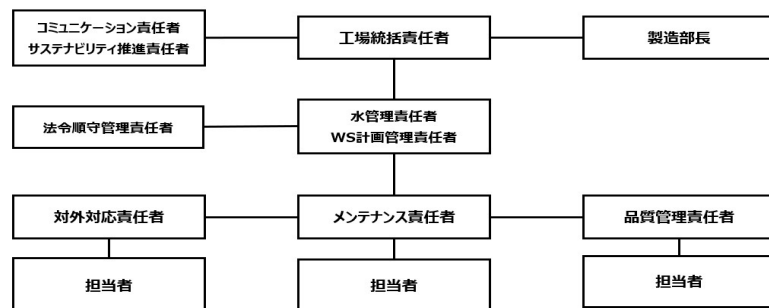 コミュニケーション責任者
サステナビリティ推進責任者
工場統括責任者
製造部長
法令順守管理責任者
水管理責任者
WS計画管理責任者
対外対応責任者
メンテナンス責任者
品質管理責任者
担当者
担当者
担当者